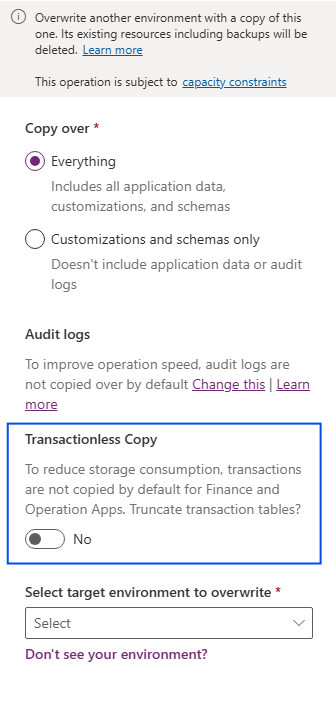 Overwrite another environment with a copy of this
one. Its existing resources including backups will be
deleted. Learn more
This operation is subject to capacity constraints
Copy over *
Everything
Includes all application data,
customizations, and schemas
Customizations and schemas only
Doesn't include application data or audit
logs
Audit logs
To improve operation speed, audit logs are
not copied over by default Change this | Learn
more
Transactionless Copy
To reduce storage consumption, transactions
are not copied by default for Finance and
Operation Apps. Truncate transaction tables?
No
Select target environment to overwrite *
Select
Don't see your environment?